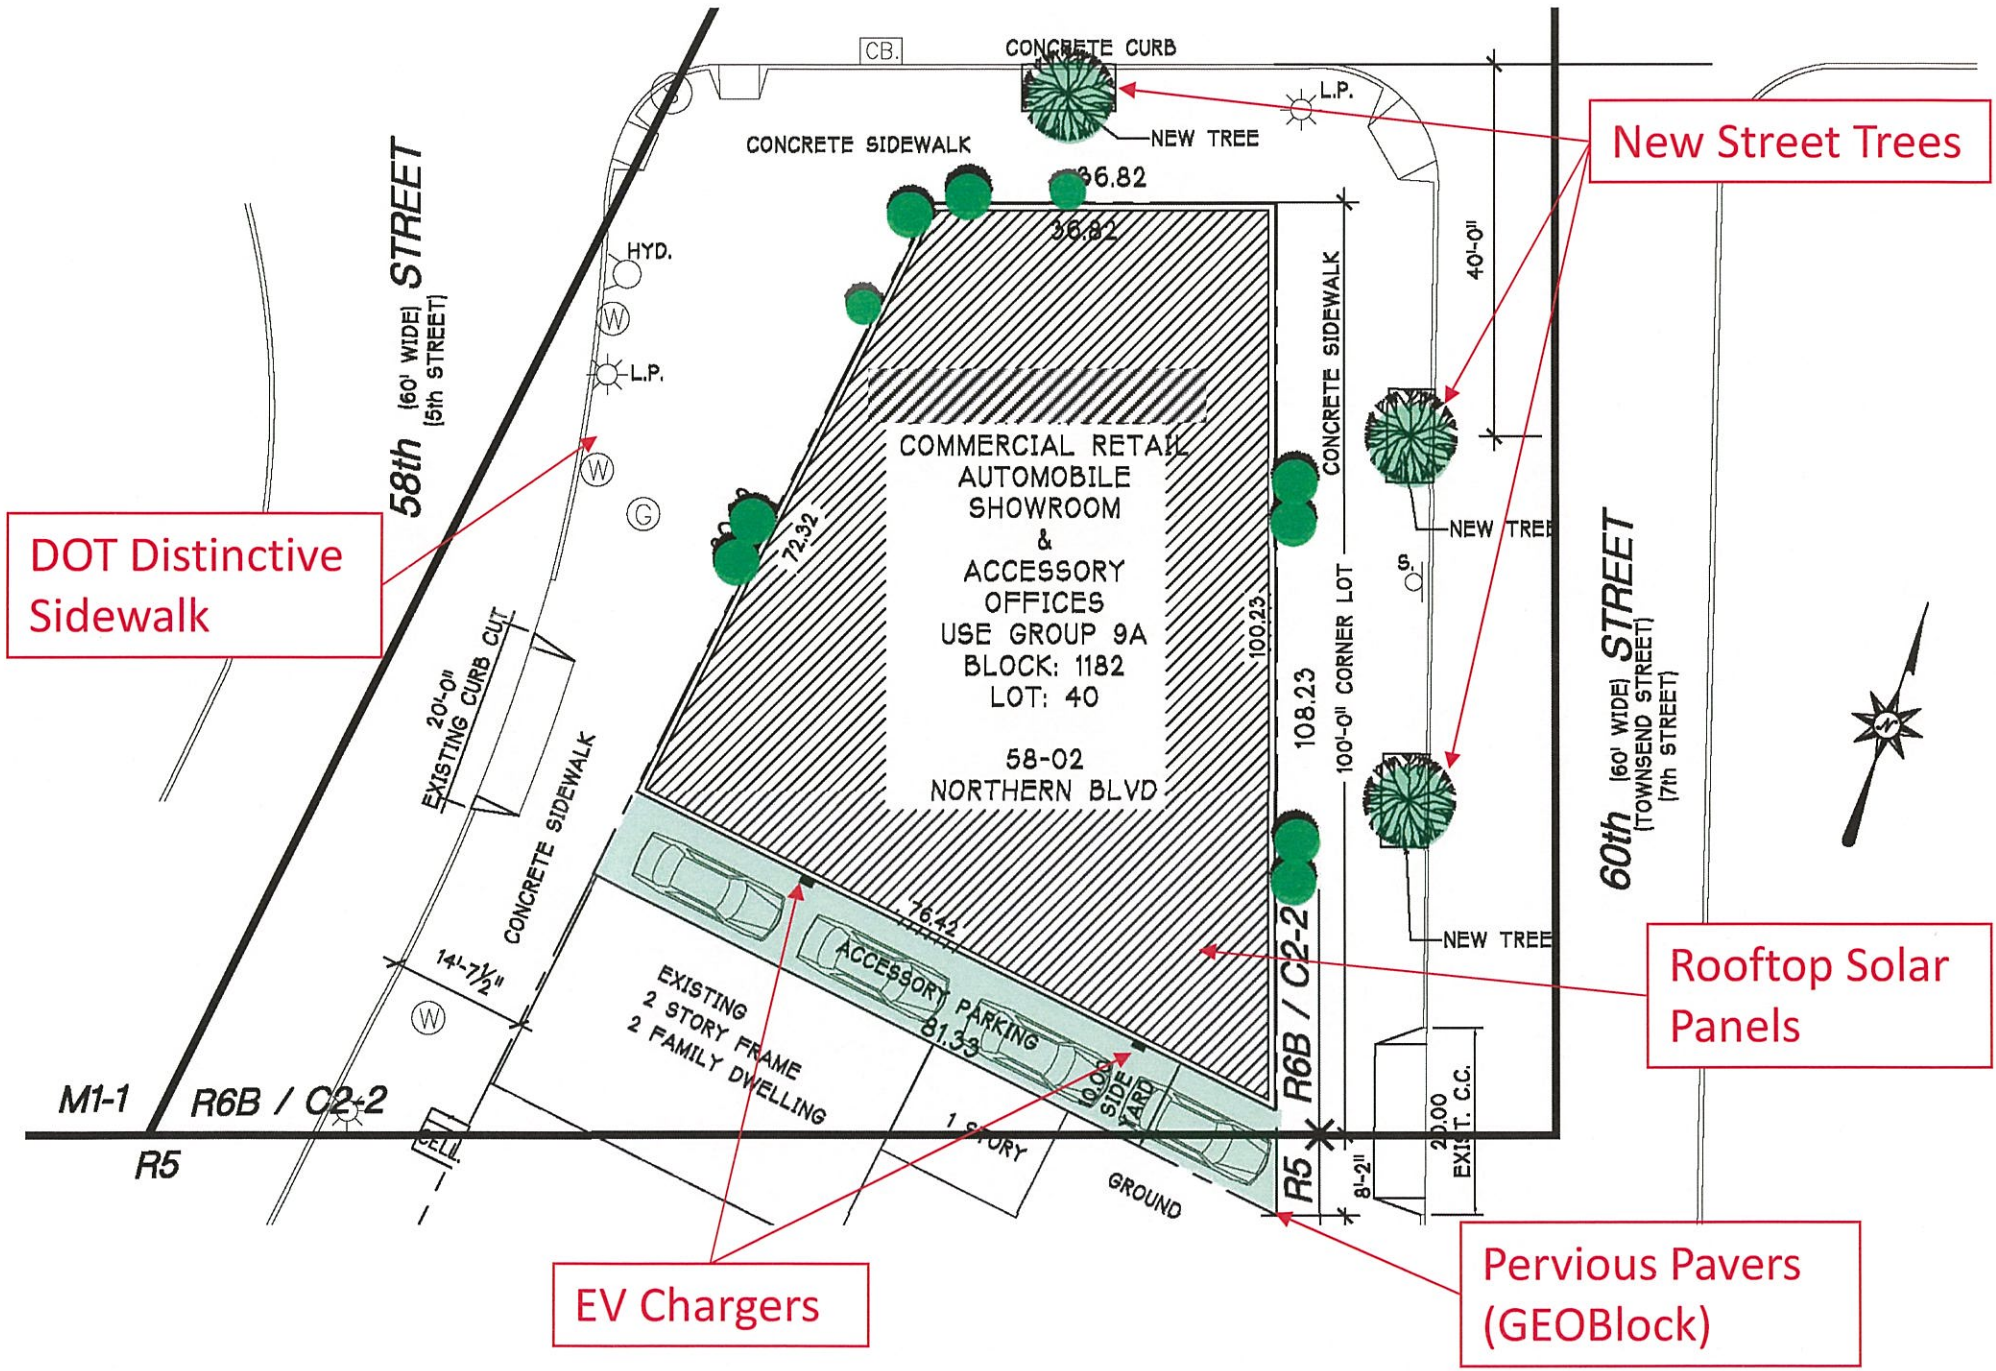 CB.
CONCRETE CURB
L.P.
NEW TREE
CONCRETE SIDEWALK
New Street Trees
36.82
36.82
58th (60' WIDE) STREET
(5th STREET)
HYD.
W
L.P.
W
G
40'-0"
CONCRETE SIDEWALK
NEW TREE
S.
DOT Distinctive
Sidewalk
72.32
COMMERCIAL RETAIL
AUTOMOBILE
SHOWROOM
&
ACCESSORY
OFFICES
USE GROUP 9A
BLOCK: 1182
LOT: 40
58-02
NORTHERN BLVD
100.23
108.23
100'-0" CORNER LOT
60th (60' WIDE) STREET
(TOWNSEND STREET)
(7th STREET)
N
20'-0"
EXISTING CURB CUT
CONCRETE SIDEWALK
14'-7½"
W
76.42
ACCESSORY PARKING
81.33
10.00
SIDE
YARD
NEW TREE
Rooftop Solar
Panels
EXISTING
2 STORY FRAME
2 FAMILY DWELLING
1 STORY
GROUND
R6B / C2-2
R5
M1-1
R6B / C2-2
R5
CELL.
8'-2"
20.00
EXIST. C.C.
EV Chargers
Pervious Pavers
(GEOBlock)